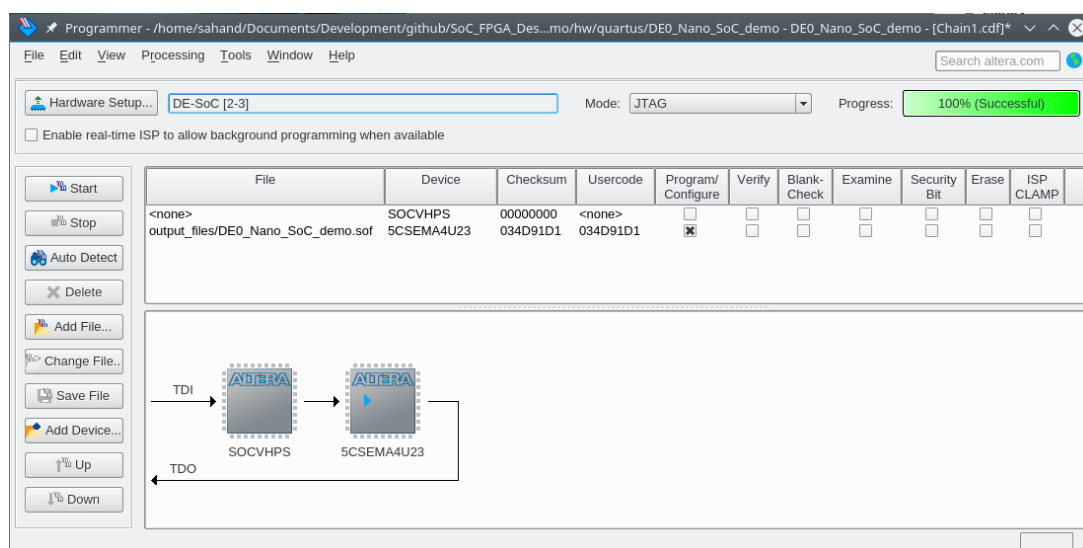 Programmer - /home/sahand/Documents/Development/github/SoC_FPGA_Des...mo/hw/quartus/DE0_Nano_SoC_demo - DE0_Nano_SoC_demo - [Chain1.cdf]*
File Edit View Processing Tools Window Help
Search altera.com
Hardware Setup... DE-SoC [2-3] Mode: JTAG Progress: 100% (Successful)
Enable real-time ISP to allow background programming when available
Start
Stop
Auto Detect
Delete
Add File...
Change File..
Save File
Add Device...
Up
Down
File Device Checksum Usercode Program/ Verify Blank- Examine Security Erase ISP
Configure Check Bit CLAMP
<none> SOCVHPS 00000000 <none>
output_files/DE0_Nano_SoC_demo.sof 5CSEMA4U23 034D91D1 034D91D1
ALTERA ALTERA
TDI
SOCVHPS 5CSEMA4U23
TDO